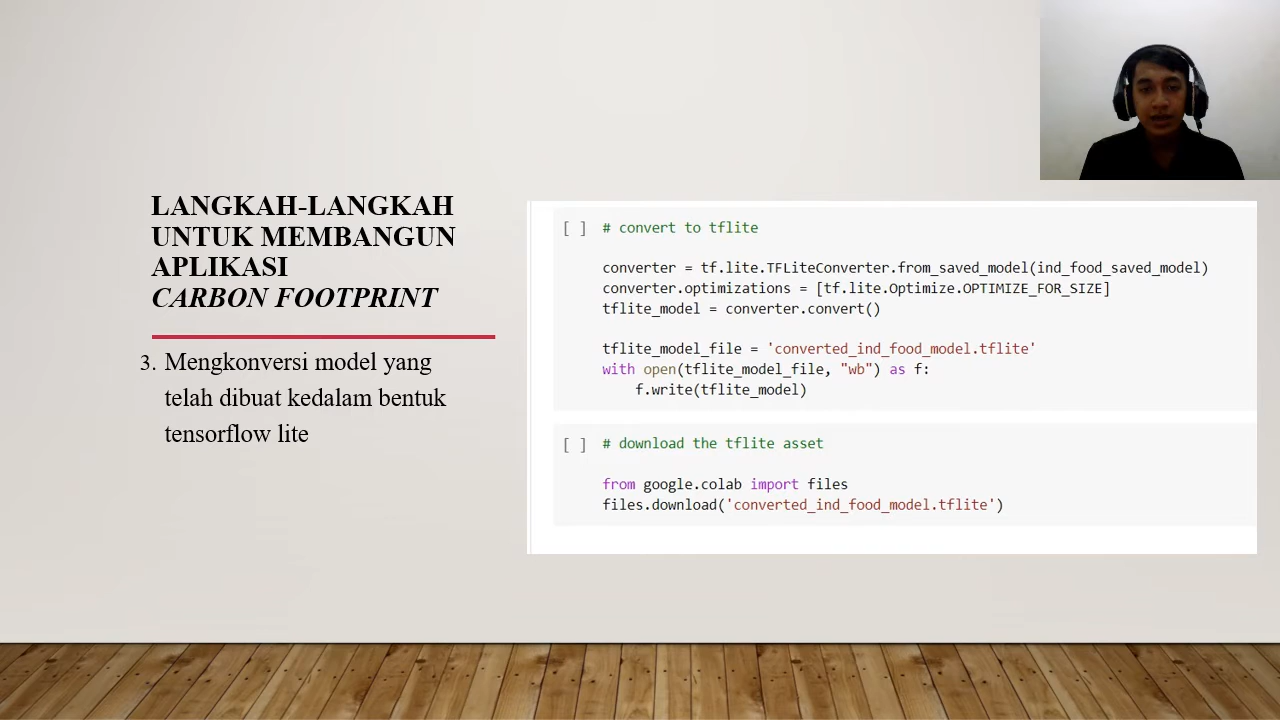 LANGKAH-LANGKAH
UNTUK MEMBANGUN
APLIKASI
CARBON FOOTPRINT
3. Mengkonversi model yang
telah dibuat kedalam bentuk
tensorflow lite
[ ] # convert to tflite
converter = tf.lite.TFLiteConverter.from_saved_model(ind_food_saved_model)
converter.optimizations = [tf.lite.Optimize.OPTIMIZE_FOR_SIZE]
tflite_model = converter.convert()
tflite_model_file = 'converted_ind_food_model.tflite'
with open(tflite_model_file, "wb") as f:
    f.write(tflite_model)
[ ] # download the tflite asset
from google.colab import files
files.download('converted_ind_food_model.tflite')